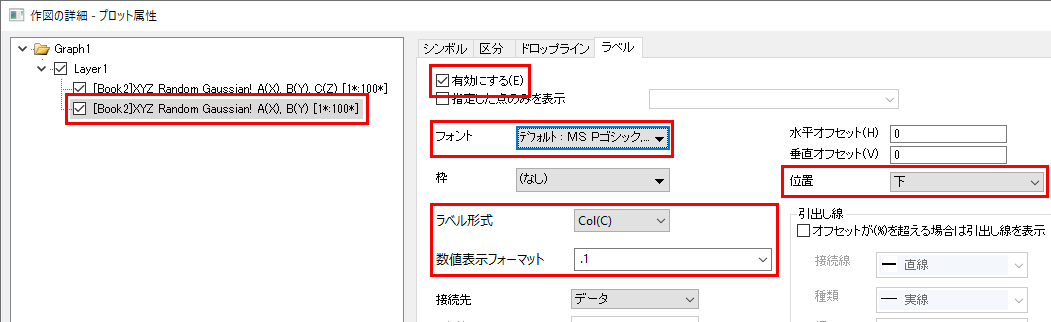 作図の詳細 - プロット属性
Graph1
Layer1
[Book2]XYZ Random Gaussian! A(X), B(Y), C(Z) [1*:100*]
[Book2]XYZ Random Gaussian! A(X), B(Y) [1*:100*]
シンボル 区分 ドロップライン ラベル
有効にする(E)
指定した点のみを表示
フォント デフォルト : MS Pゴシック,...
水平オフセット(H) 0
垂直オフセット(V) 0
枠 (なし)
位置 下
ラベル形式 Col(C)
引出し線
オフセットが(%)を超える場合は引出し線を表示
数値表示フォーマット .1
接続線 直線
接続先 データ
種類 実線